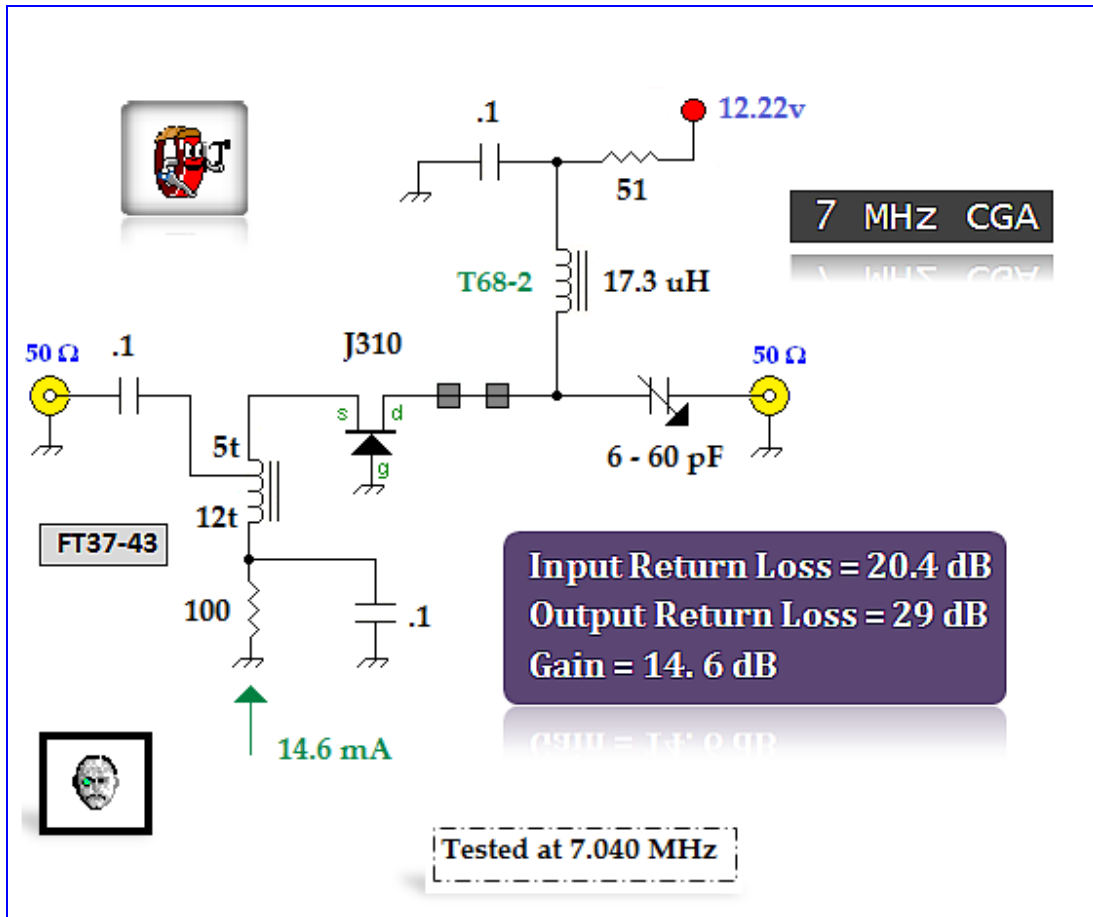 .1
12.22v
51
7 MHz CGA
T68-2
17.3 uH
J310
50 Ω
.1
50 Ω
s
d
g
5t
6 - 60 pF
12t
FT37-43
100
.1
Input Return Loss = 20.4 dB
Output Return Loss = 29 dB
Gain = 14. 6 dB
14.6 mA
Tested at 7.040 MHz